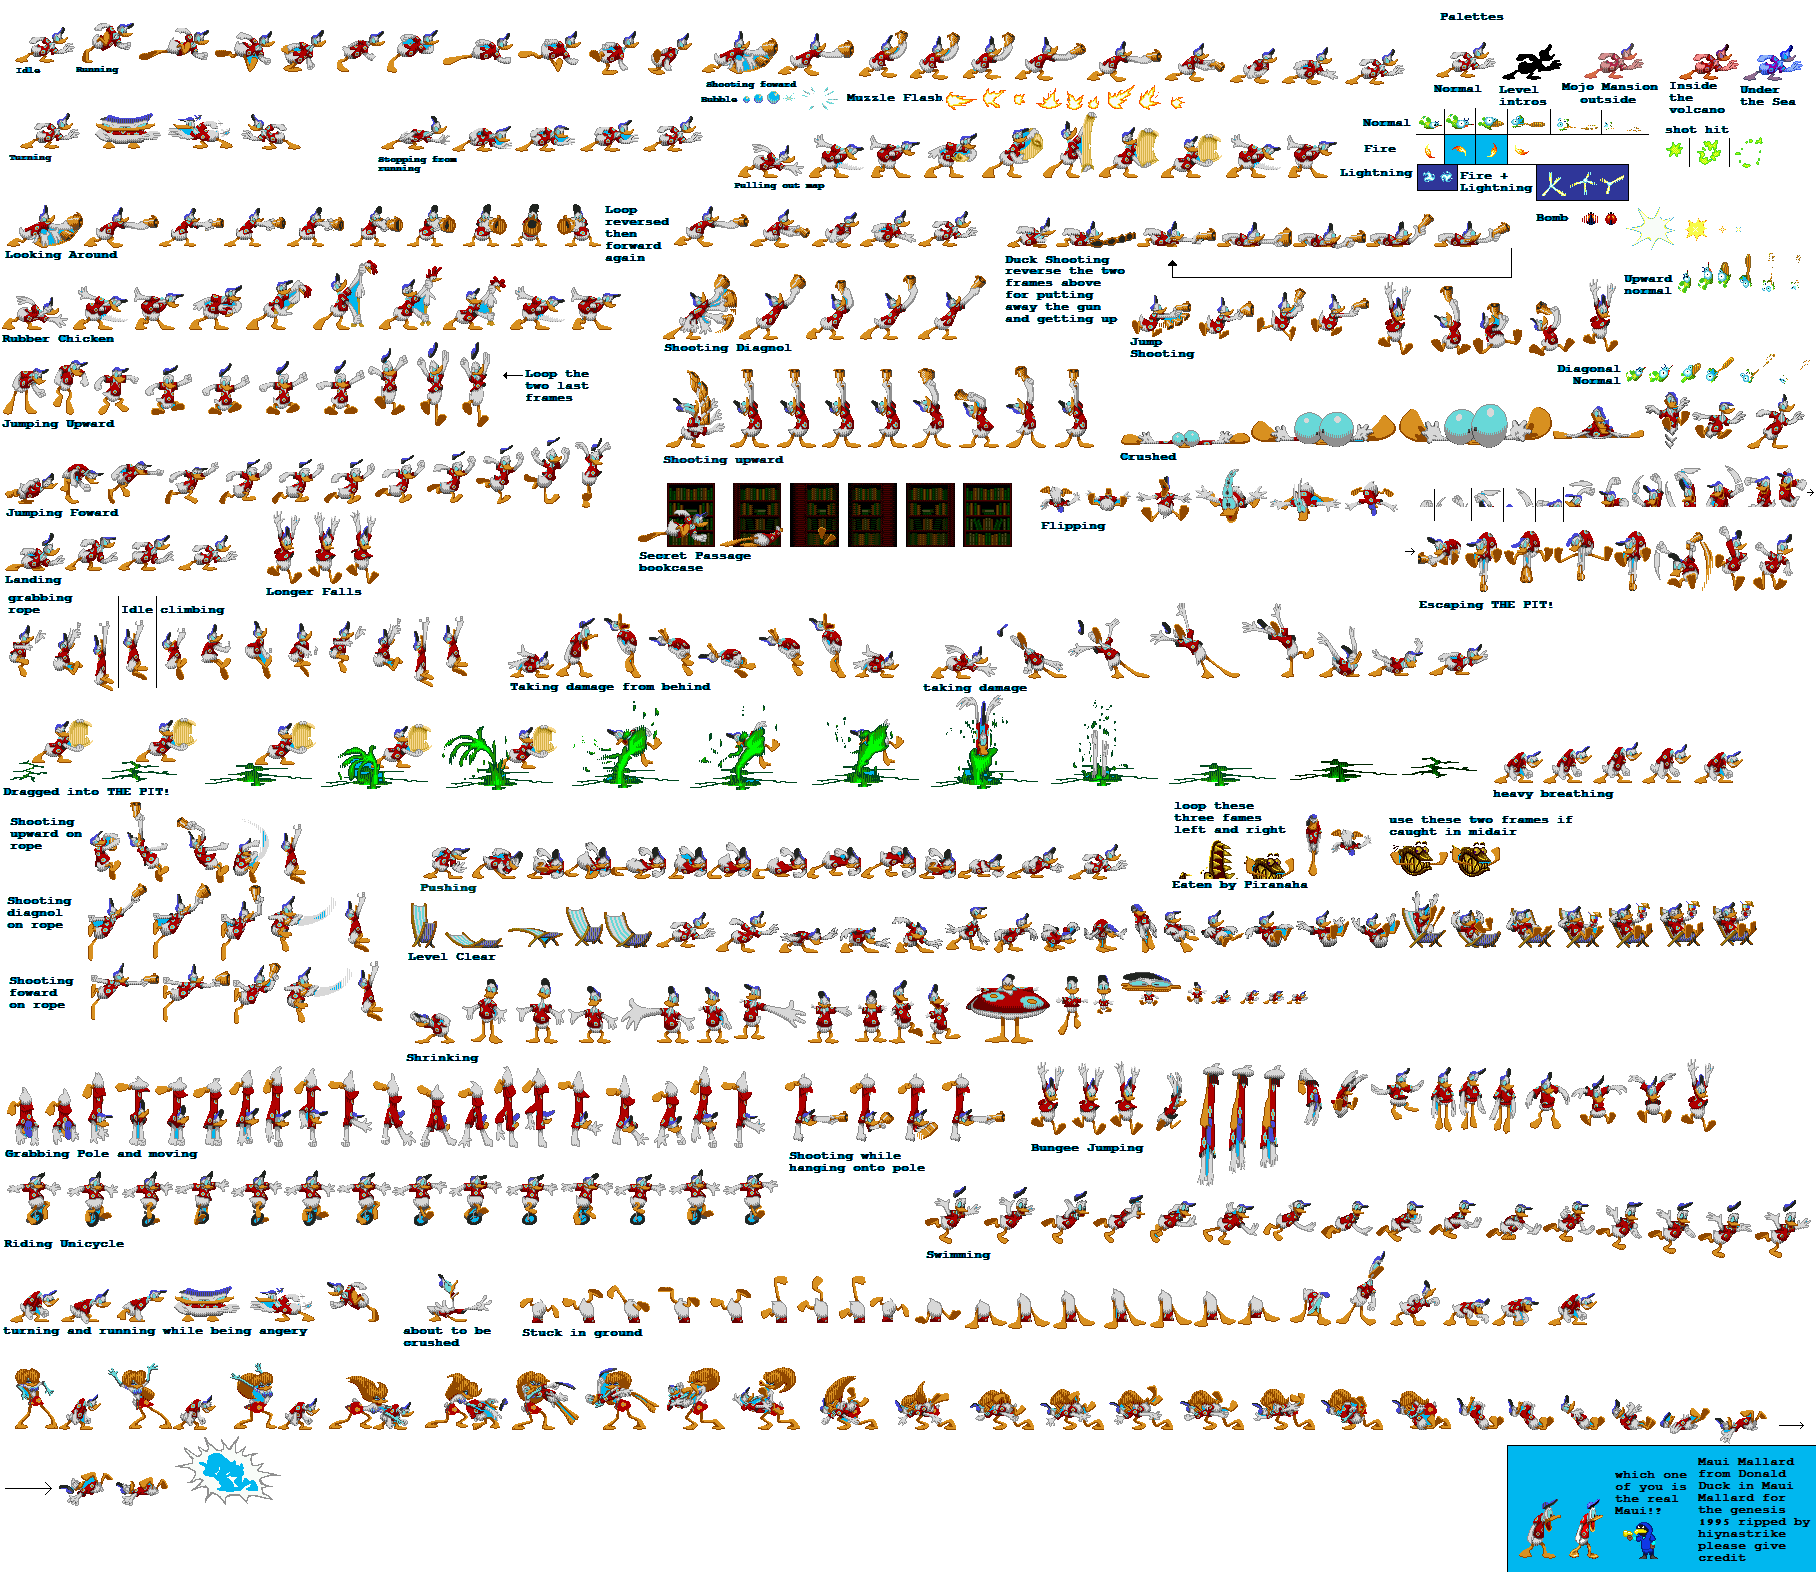 Palettes
Idle
Running
Shooting foward
Bubble
Muzzle Flash
Normal
Level
intros
Mojo Mansion
outside
Inside
the
volcano
Under
the Sea
Turning
Stopping from
running
Pulling out map
Normal
Fire
Lightning
Fire +
Lightning
shot hit
Bomb
Looking Around
Loop
reversed
then
forward
again
Duck Shooting
reverse the two
frames above
for putting
away the gun
and getting up
Upward
normal
Rubber Chicken
Shooting Diagnol
Jump
Shooting
Loop the
two last
frames
Diagonal
Normal
Jumping Upward
Shooting upward
Crushed
Jumping Foward
Flipping
Secret Passage
bookcase
Landing
Longer Falls
Escaping THE PIT!
grabbing
rope
Idle
climbing
Taking damage from behind
taking damage
Dragged into THE PIT!
heavy breathing
Shooting
upward on
rope
loop these
three fames
left and right
use these two frames if
caught in midair
Pushing
Eaten by Piranaha
Shooting
diagnol
on rope
Level Clear
Shooting
foward
on rope
Shrinking
Grabbing Pole and moving
Shooting while
hanging onto pole
Bungee Jumping
Riding Unicycle
Swimming
turning and running while being angery
about to be
crushed
Stuck in ground
which one
of you is
the real
Maui!?
Maui Mallard
from Donald
Duck in Maui
Mallard for
the genesis
1995 ripped by
hiynastrike
please give
credit